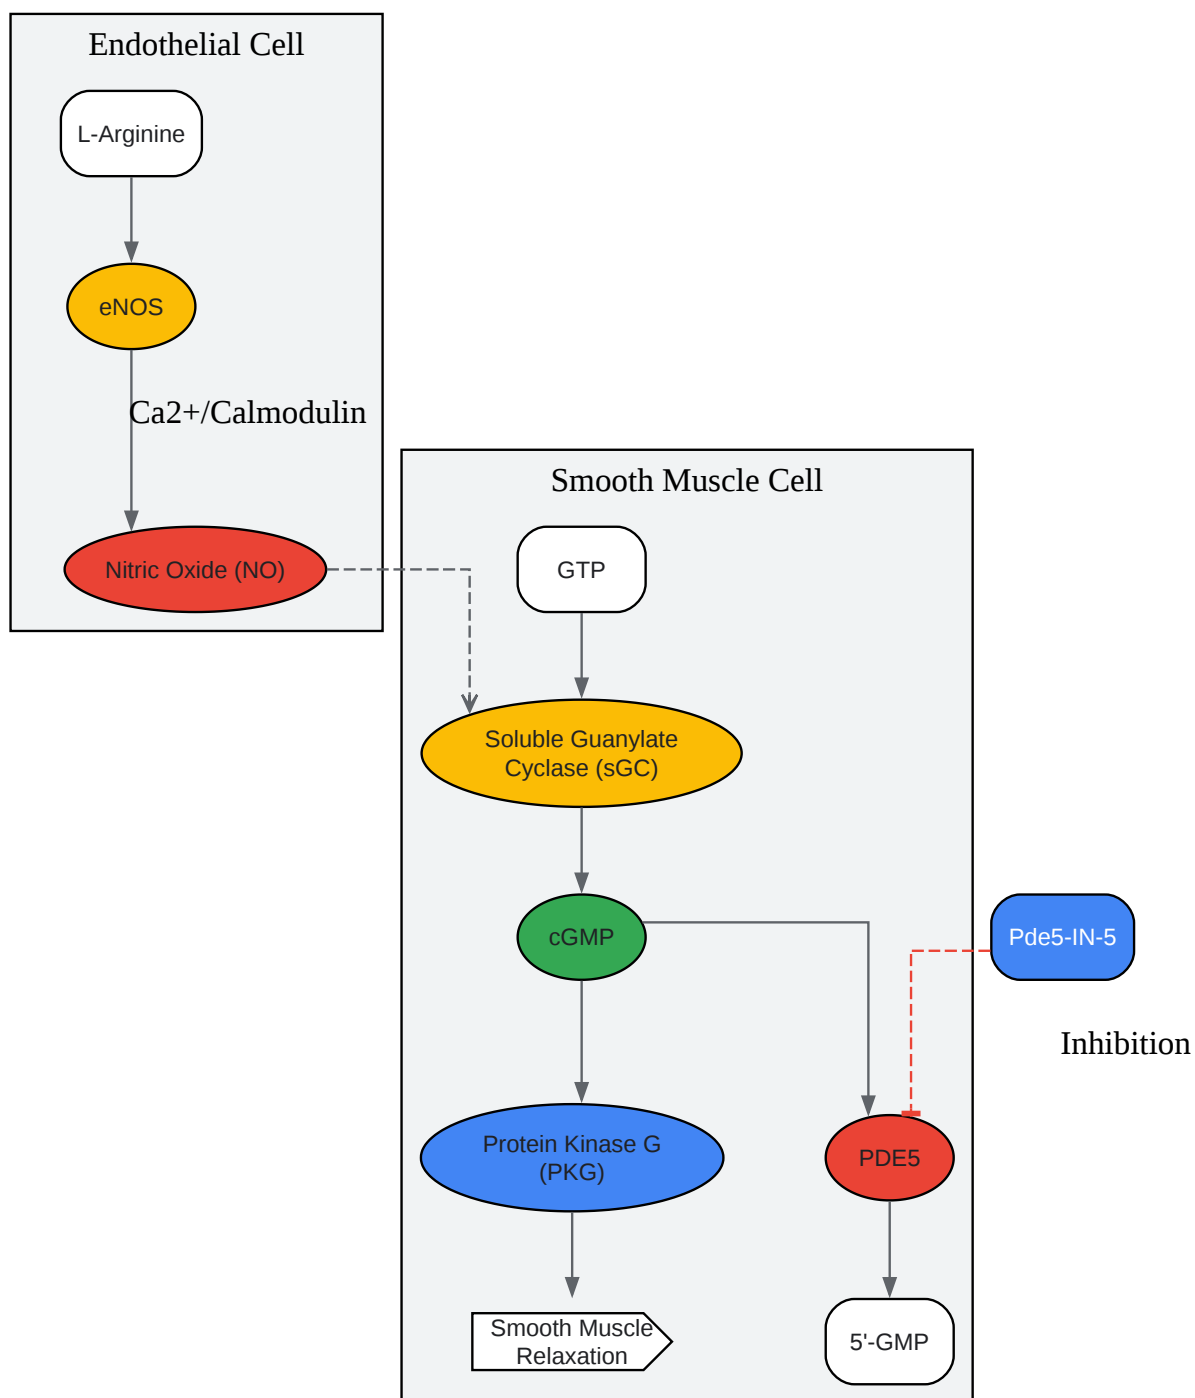 Endothelial Cell
L-Arginine
eNOS
Ca2+/Calmodulin
Nitric Oxide (NO)
Smooth Muscle Cell
GTP
Soluble Guanylate
Cyclase (sGC)
cGMP
Pde5-IN-5
Inhibition
Protein Kinase G
(PKG)
PDE5
Smooth Muscle
Relaxation
5'-GMP